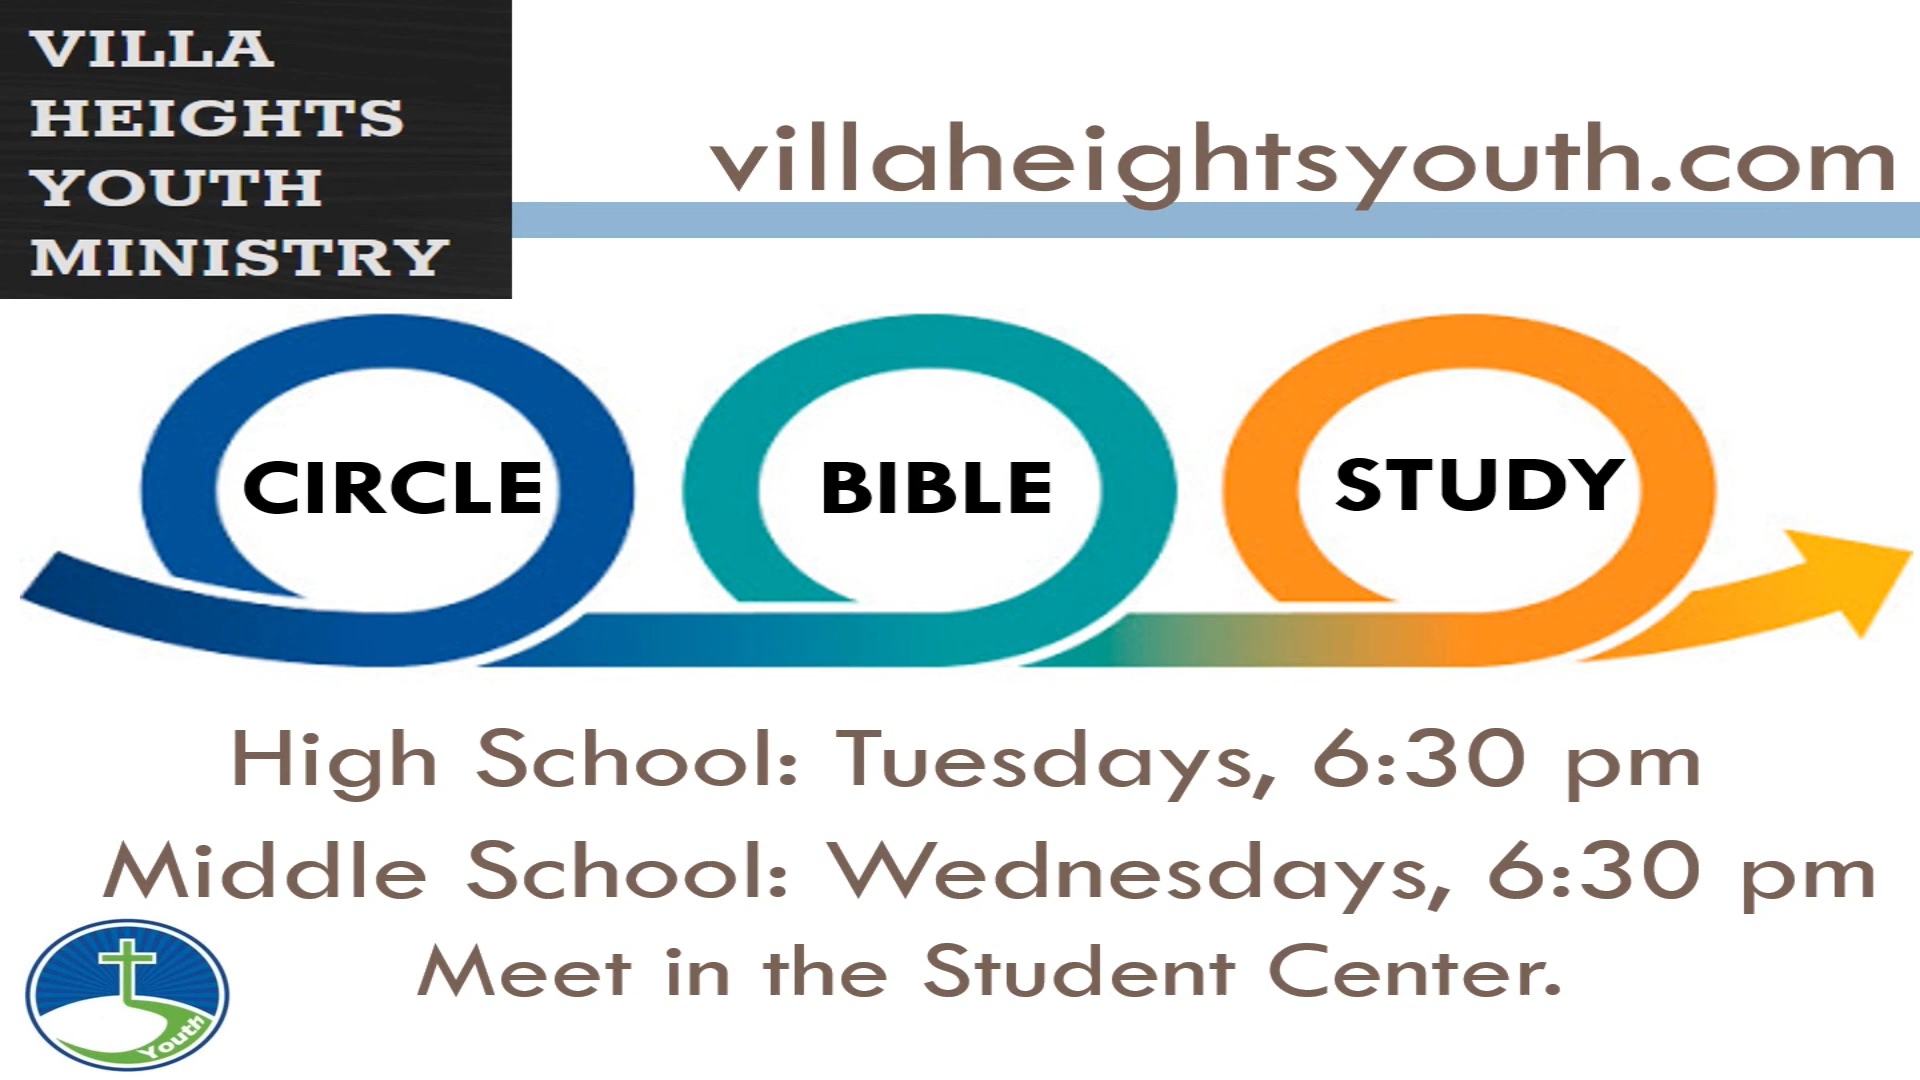 VILLA
HEIGHTS
YOUTH
MINISTRY
villaheightsyouth.com
CIRCLE
BIBLE
STUDY
High School: Tuesdays, 6:30 pm
Middle School: Wednesdays, 6:30 pm
Meet in the Student Center.
Youth